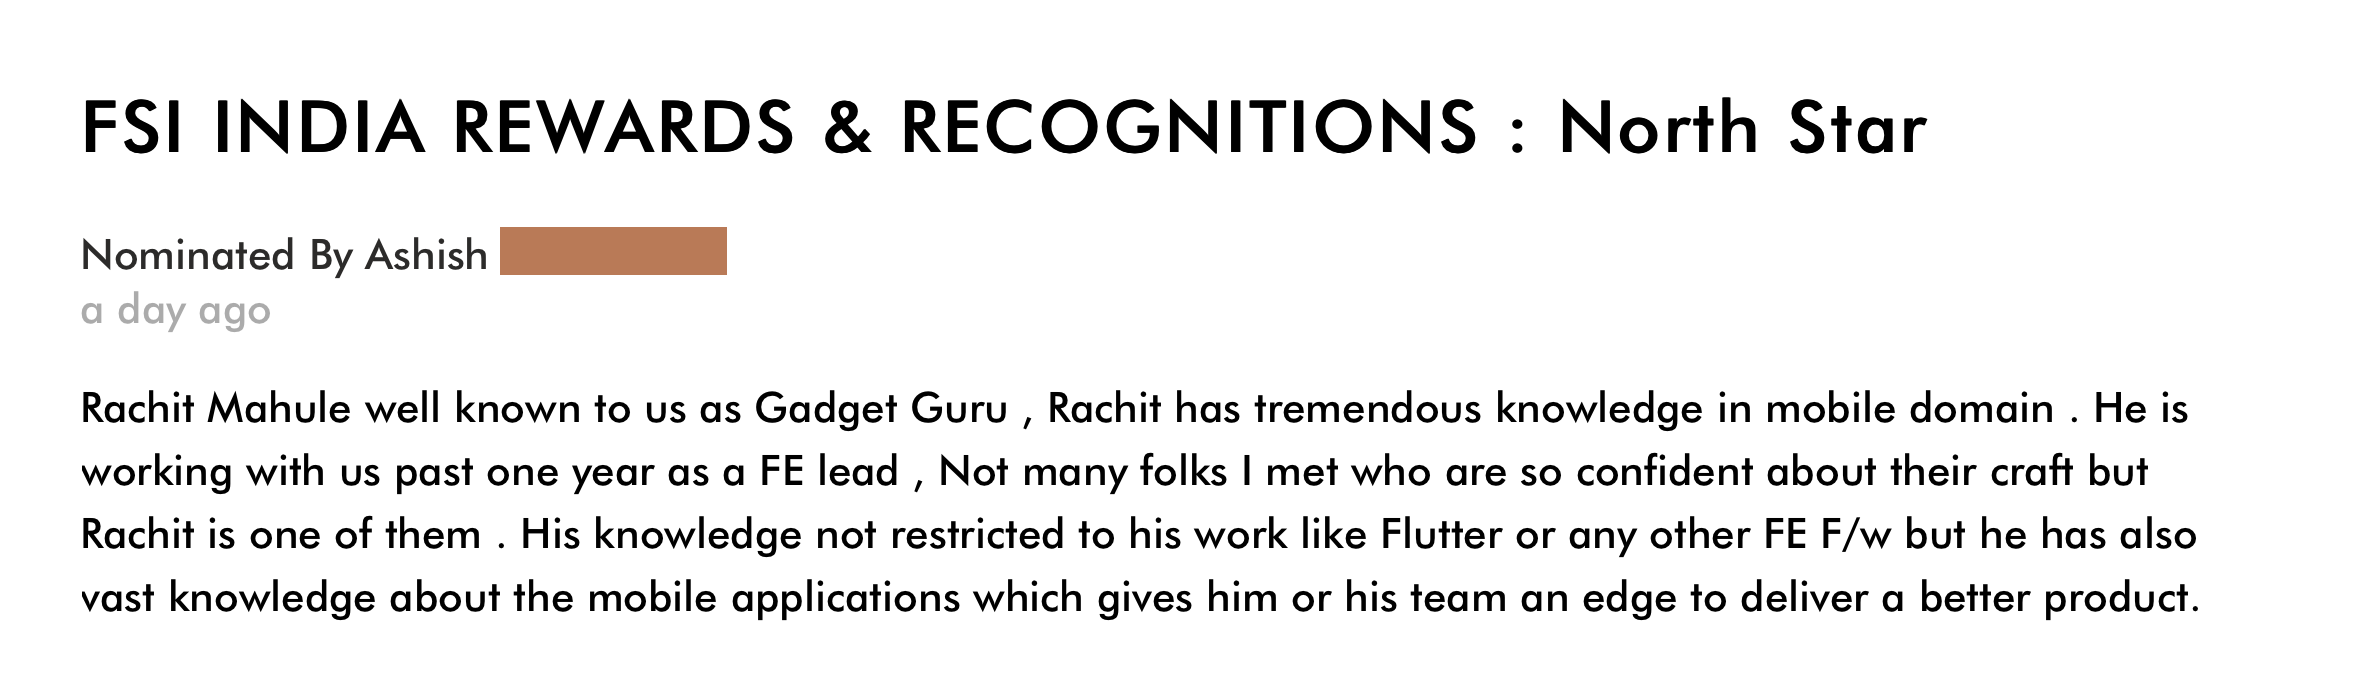 FSI INDIA REWARDS & RECOGNITIONS : North Star
Nominated By Ashish
a day ago
Rachit Mahule well known to us as Gadget Guru , Rachit has tremendous knowledge in mobile domain . He is
working with us past one year as a FE lead , Not many folks I met who are so confident about their craft but
Rachit is one of them . His knowledge not restricted to his work like Flutter or any other FE F/w but he has also
vast knowledge about the mobile applications which gives him or his team an edge to deliver a better product.